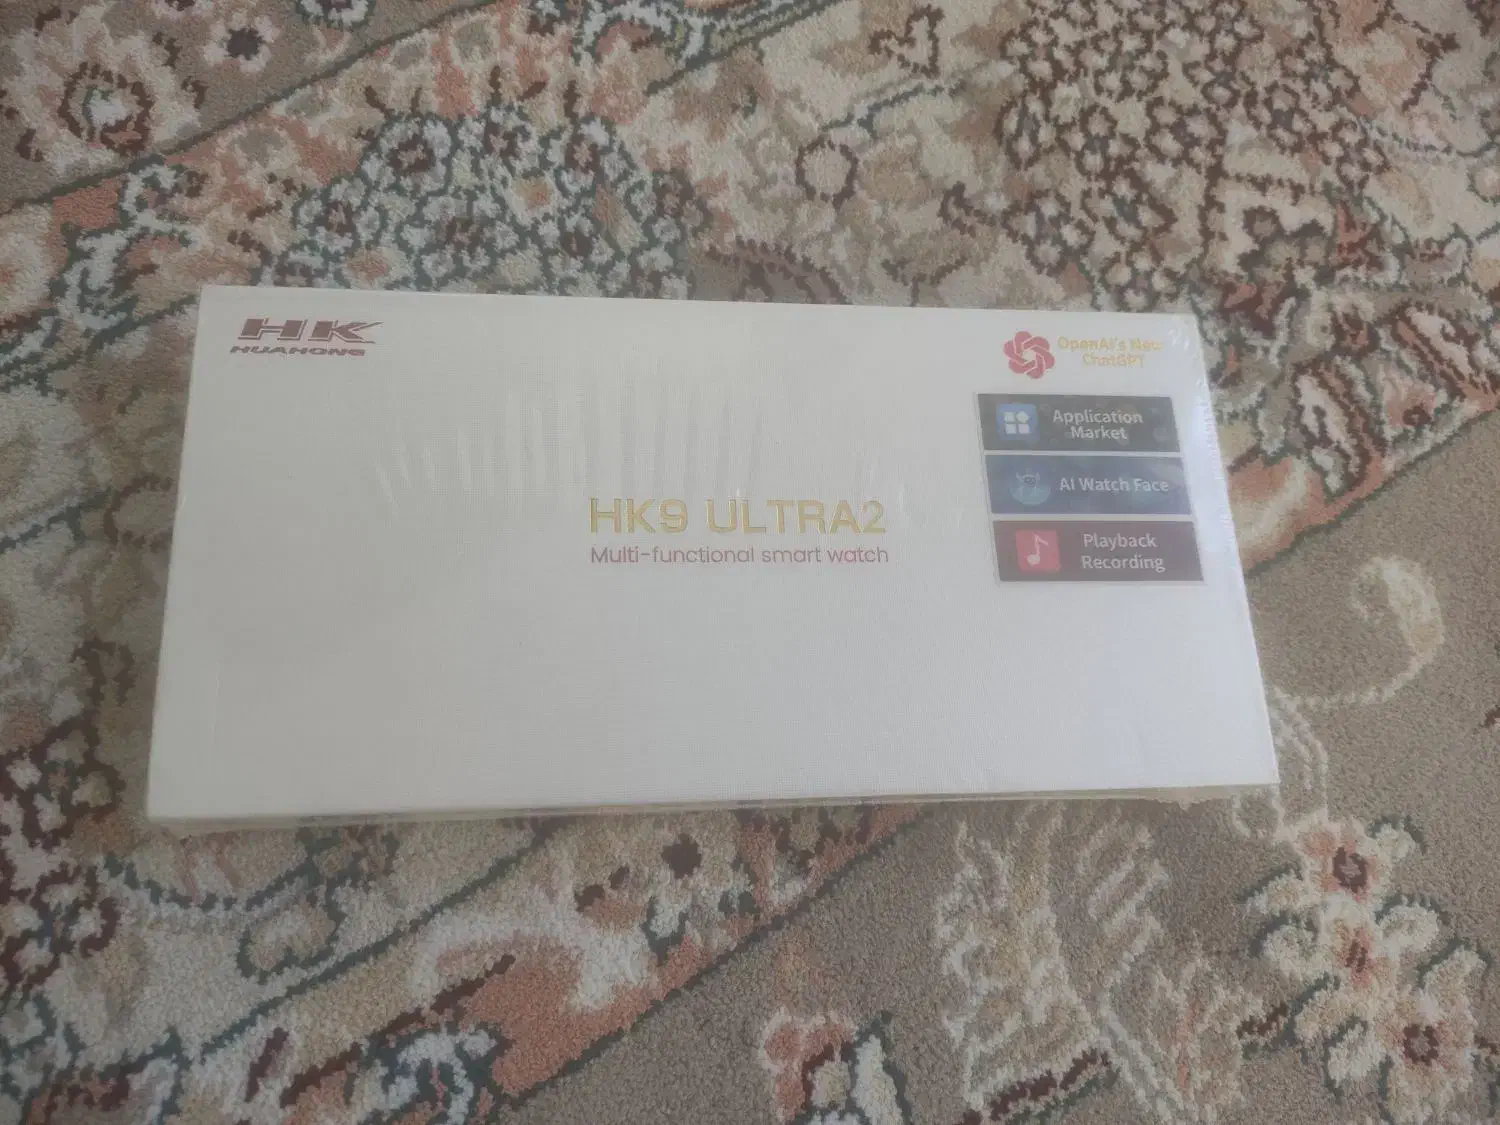 HK
HUAHONG
OpenAI's New
ChatGPT
Application
Market
AI Watch Face
Playback
Recording
HK9 ULTRA2
Multi-functional smart watch